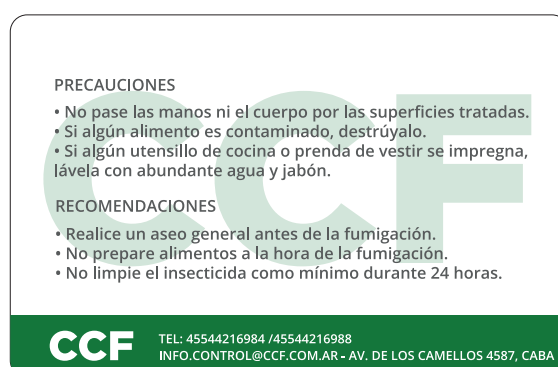 PRECAUCIONES
• No pase las manos ni el cuerpo por las superficies tratadas.
• Si algún alimento es contaminado, destrúyalo.
• Si algún utensillo de cocina o prenda de vestir se impregna,
lávela con abundante agua y jabón.
RECOMENDACIONES
• Realice un aseo general antes de la fumigación.
• No prepare alimentos a la hora de la fumigación.
• No limpie el insecticida como mínimo durante 24 horas.
CCF
CCF
TEL: 45544216984 /45544216988
INFO.CONTROL@CCF.COM.AR - AV. DE LOS CAMELLOS 4587, CABA